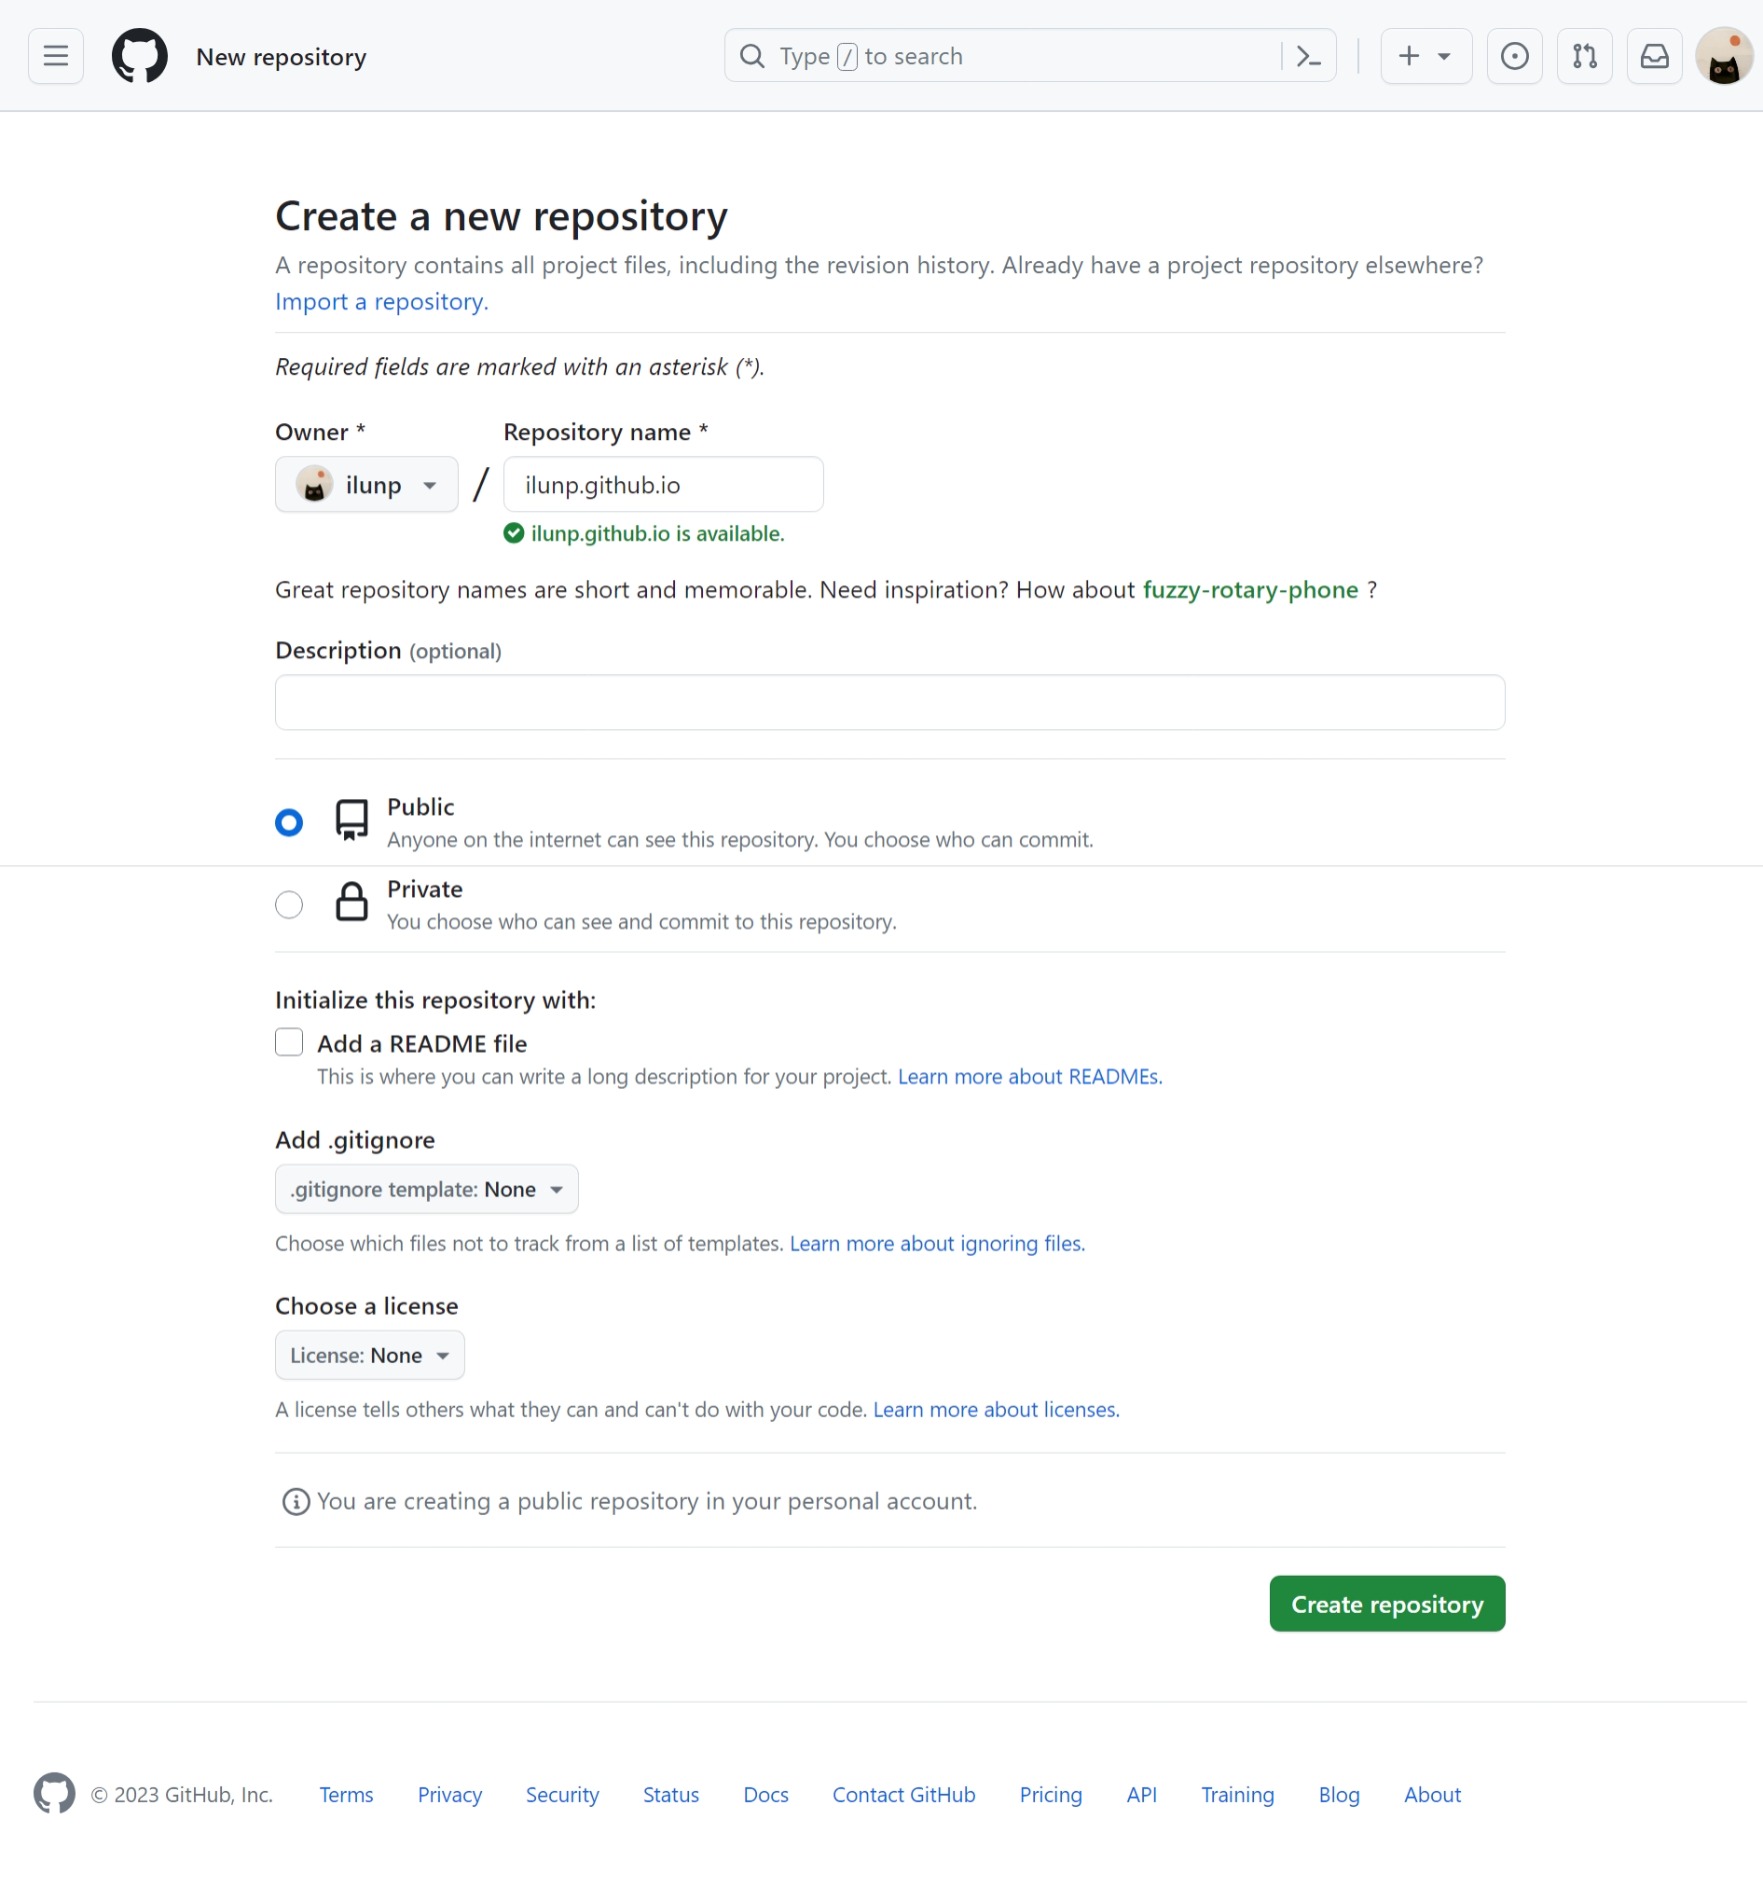 New repository
Type / to search
Create a new repository
A repository contains all project files, including the revision history. Already have a project repository elsewhere?
Import a repository.
Required fields are marked with an asterisk (*).
Owner * Repository name *
ilunp / ilunp.github.io
ilunp.github.io is available.
Great repository names are short and memorable. Need inspiration? How about fuzzy-rotary-phone ?
Description (optional)
Public
Anyone on the internet can see this repository. You choose who can commit.
Private
You choose who can see and commit to this repository.
Initialize this repository with:
Add a README file
This is where you can write a long description for your project. Learn more about READMEs.
Add .gitignore
.gitignore template: None
Choose which files not to track from a list of templates. Learn more about ignoring files.
Choose a license
License: None
A license tells others what they can and can't do with your code. Learn more about licenses.
You are creating a public repository in your personal account.
Create repository
© 2023 GitHub, Inc. Terms Privacy Security Status Docs Contact GitHub Pricing API Training Blog About